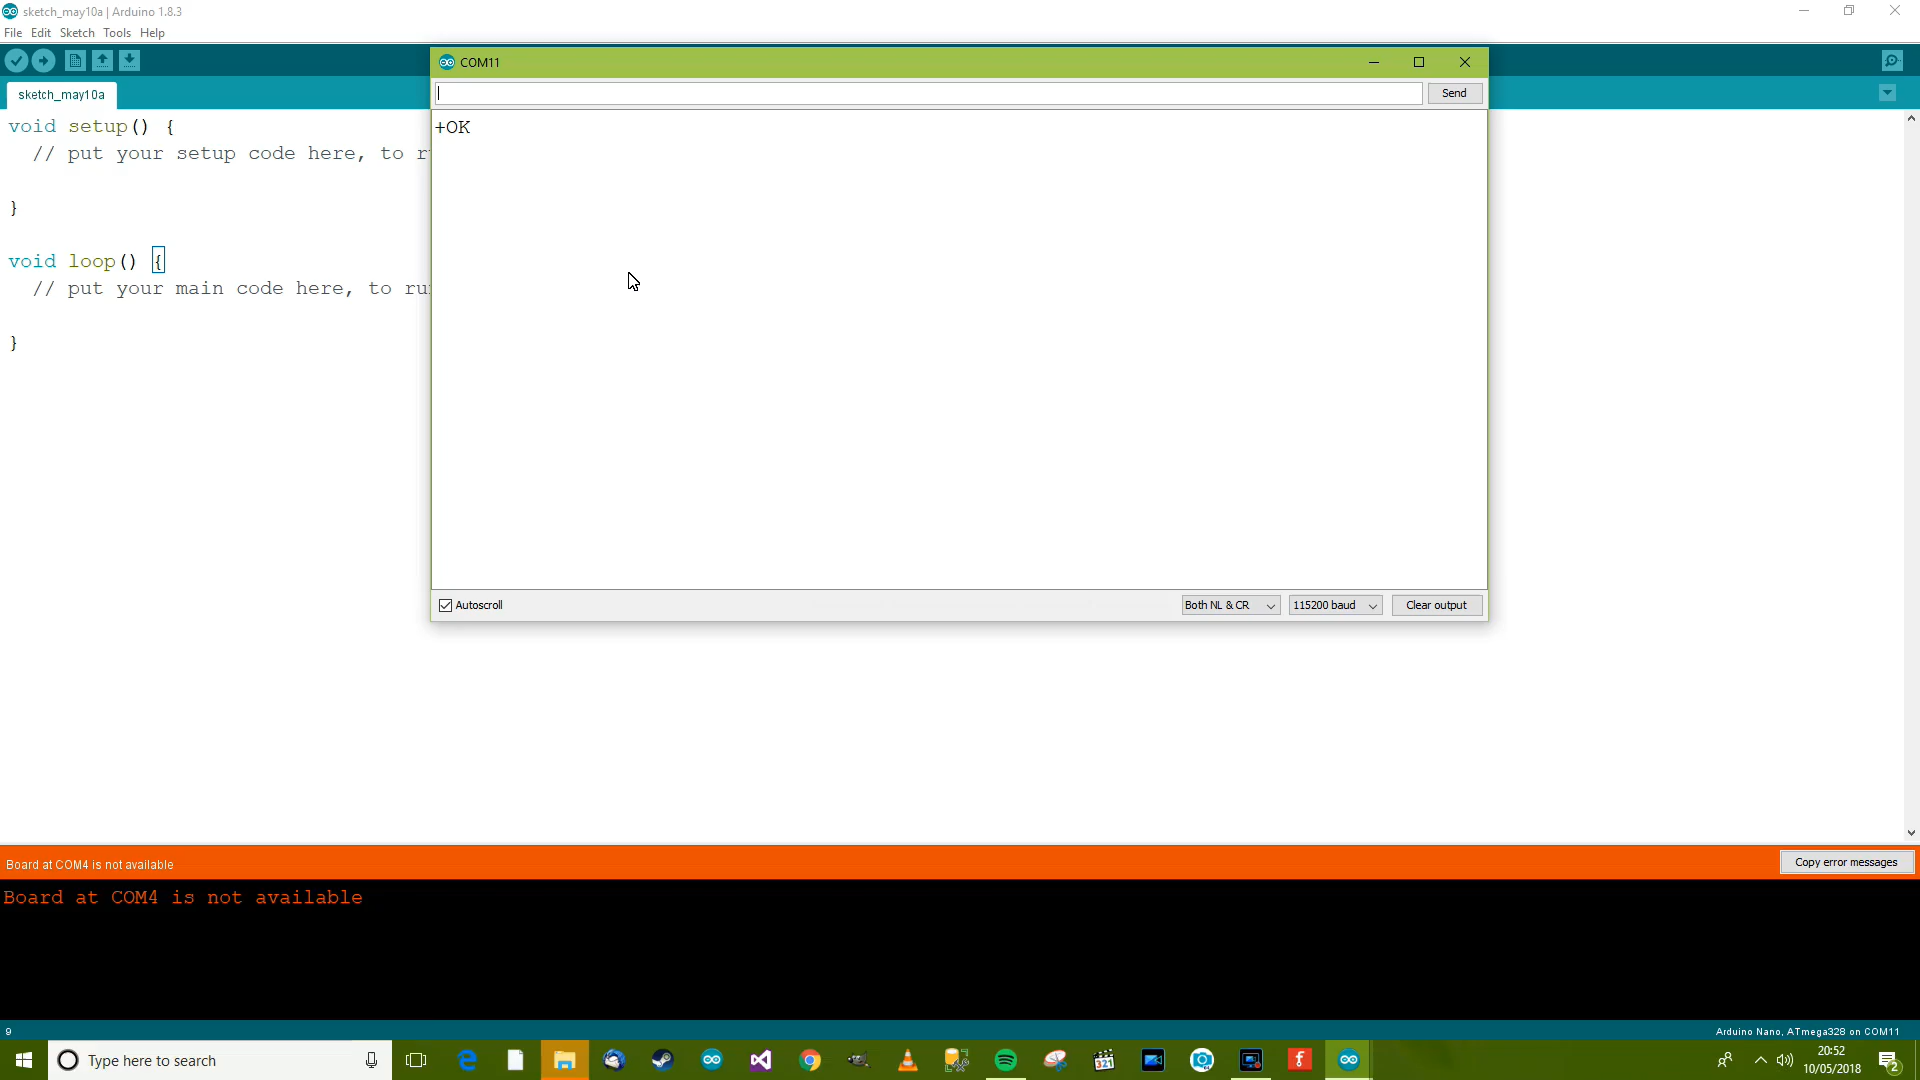 sketch_may10a | Arduino 1.8.3
File Edit Sketch Tools Help
COM11
sketch_may10a
Send
void setup() {
+OK
// put your setup code here, to r
}
void loop() {
// put your main code here, to ru
}
Autoscroll
Both NL & CR
115200 baud
Clear output
Board at COM4 is not available
Copy error messages
Board at COM4 is not available
9
Arduino Nano, ATmega328 on COM11
Type here to search
321
20:52
10/05/2018
2